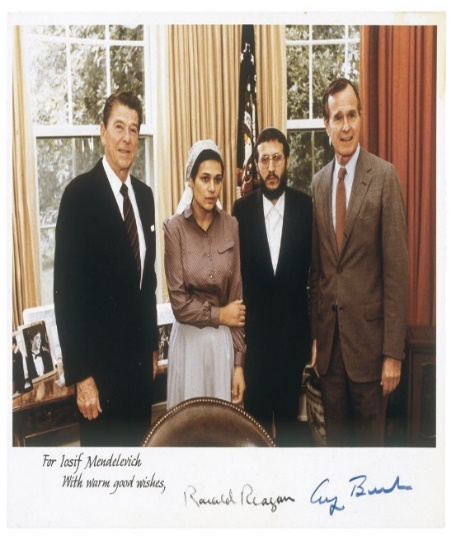 For Iosif Mendelevich
With warm good wishes,
Ronald Reagan